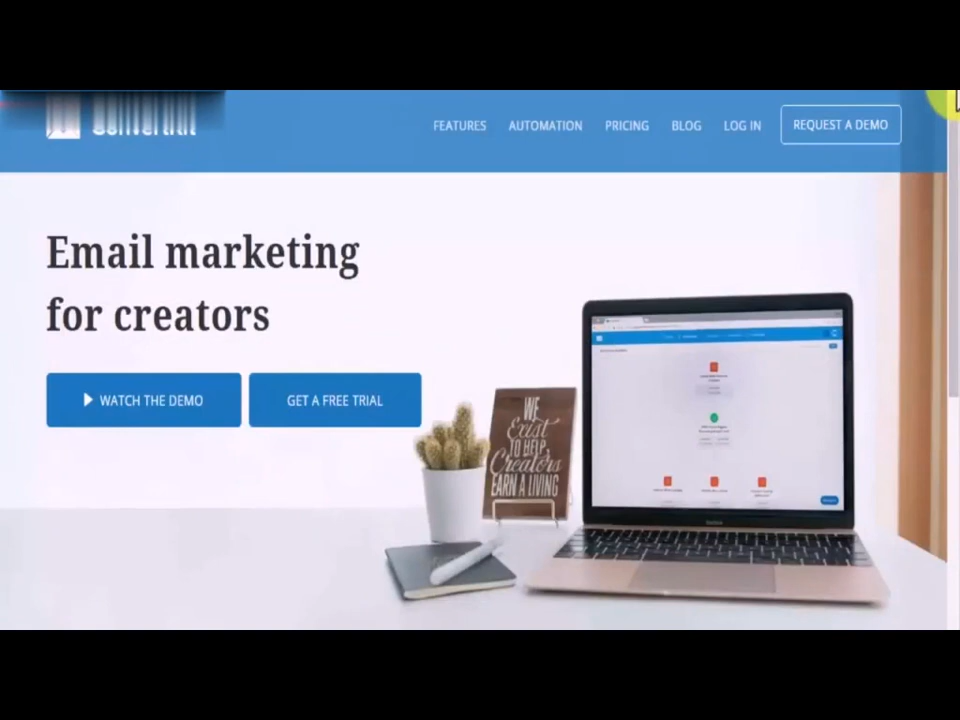 ConvertKit
FEATURES AUTOMATION PRICING BLOG LOG IN REQUEST A DEMO
Email marketing
for creators
WATCH THE DEMO GET A FREE TRIAL
WE
Exist
TO HELP
Creators
EARN A LIVING